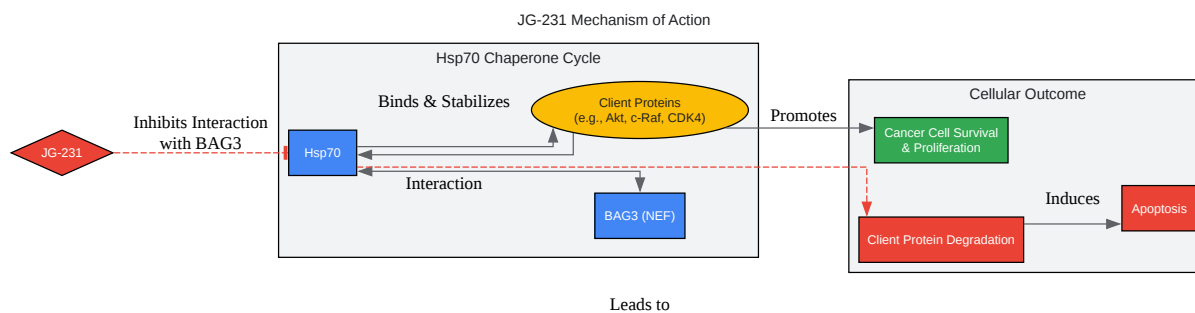 JG-231 Mechanism of Action
Hsp70 Chaperone Cycle
Cellular Outcome
Binds & Stabilizes
Client Proteins
(e.g., Akt, c-Raf, CDK4)
Promotes
Inhibits Interaction
with BAG3
JG-231
Hsp70
Cancer Cell Survival
& Proliferation
Interaction
BAG3 (NEF)
Client Protein Degradation
Induces
Apoptosis
Leads to